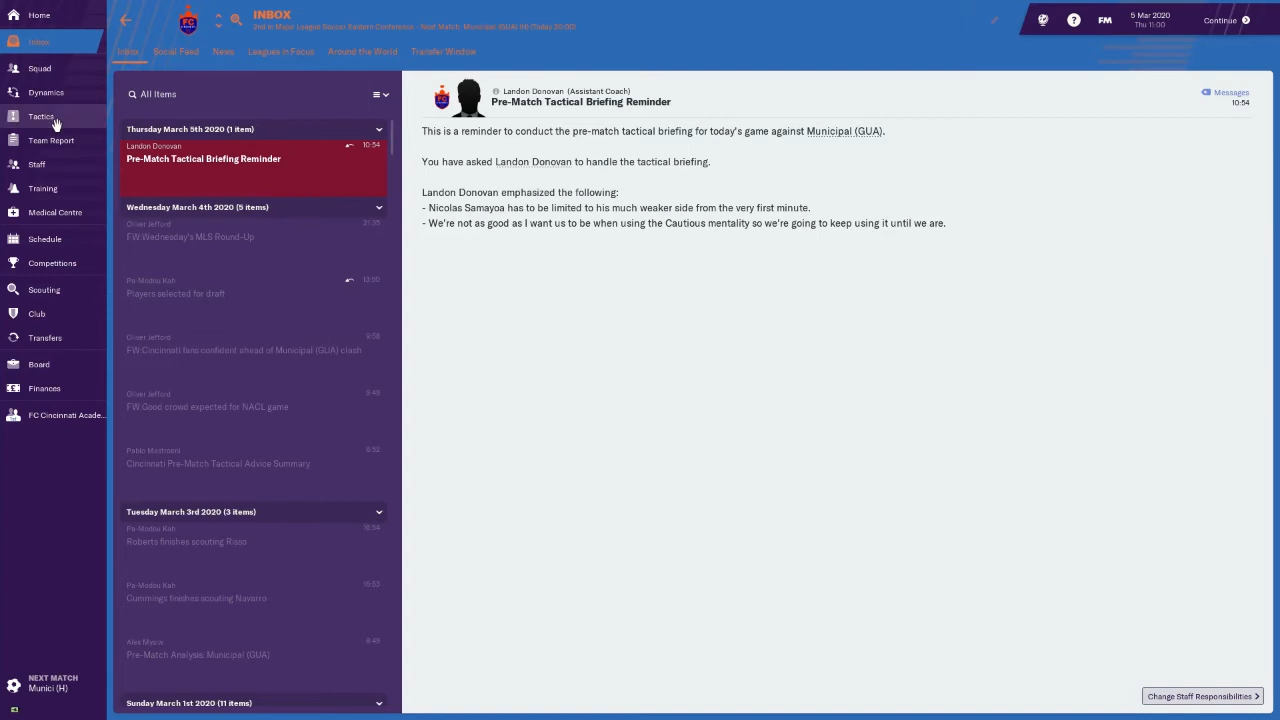 Home
Inbox
Squad
Dynamics
Tactics
Team Report
Staff
Training
Medical Centre
Schedule
Competitions
Scouting
Club
Transfers
Board
Finances
FC Cincinnati Acade...
NEXT MATCH
Munici (H)
INBOX
2nd in Major League Soccer Eastern Conference - Next Match: Municipal (GUA) (H) (Today 20:00)
FM
5 Mar 2020
Thu 11:00
Continue
Inbox
Social Feed
News
Leagues in Focus
Around the World
Transfer Window
All Items
Thursday March 5th 2020 (1 item)
Landon Donovan
10:54
Pre-Match Tactical Briefing Reminder
Wednesday March 4th 2020 (5 items)
Oliver Jefford
FW:Wednesday's MLS Round-Up
Pa-Modou Kah
Players selected for draft
Oliver Jefford
9:58
FW:Cincinnati fans confident ahead of Municipal (GUA) clash
Oliver Jefford
9:49
FW:Good crowd expected for NACL game
Pablo Mastroeni
Cincinnati Pre-Match Tactical Advice Summary
Tuesday March 3rd 2020 (3 items)
Pa-Modou Kah
16:54
Roberts finishes scouting Risso
Pa-Modou Kah
Cummings finishes scouting Navarro
8:49
Pre-Match Analysis: Municipal (GUA)
Sunday March 1st 2020 (11 items)
Landon Donovan (Assistant Coach)
Pre-Match Tactical Briefing Reminder
Messages
10:54
This is a reminder to conduct the pre-match tactical briefing for today's game against Municipal (GUA).
You have asked Landon Donovan to handle the tactical briefing.
Landon Donovan emphasized the following:
- Nicolas Samayoa has to be limited to his much weaker side from the very first minute.
- We're not as good as I want us to be when using the Cautious mentality so we're going to keep using it until we are.
Change Staff Responsibilities